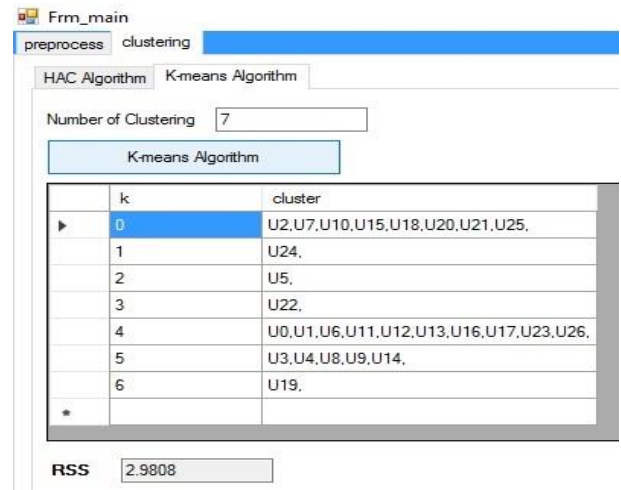 Frm_main
preprocess clustering
HAC Algorithm K-means Algorithm
Number of Clustering 7
K-means Algorithm
k cluster
0 U2,U7,U10,U15,U18,U20,U21,U25,
1 U24,
2 U5,
3 U22,
4 U0,U1,U6,U11,U12,U13,U16,U17,U23,U26,
5 U3,U4,U8,U9,U14,
6 U19,
*
RSS 2.9808